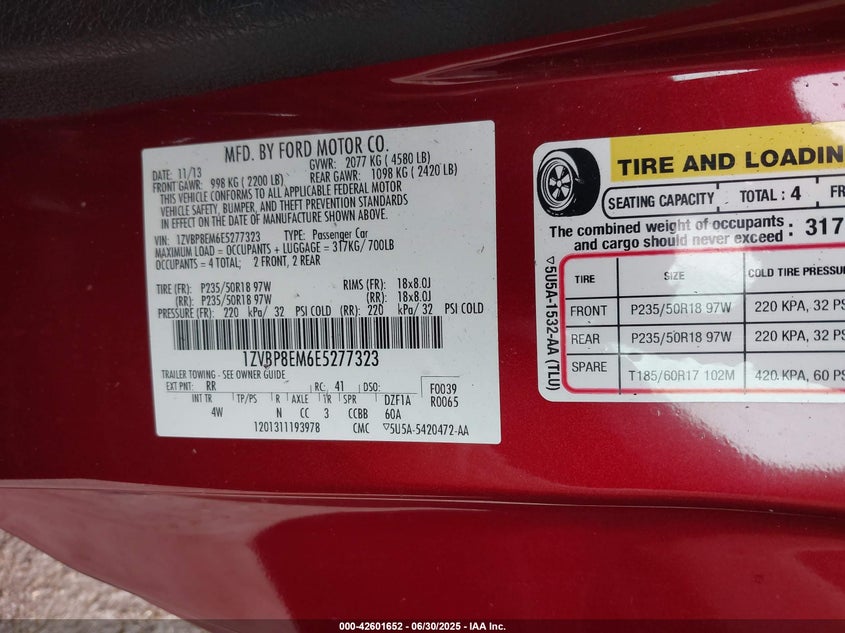 MFD. BY FORD MOTOR CO.
DATE: 11/13 GVWR: 2077 KG ( 4580 LB)
FRONT GAWR: 998 KG ( 2200 LB) REAR GAWR: 1098 KG ( 2420 LB)
THIS VEHICLE CONFORMS TO ALL APPLICABLE FEDERAL MOTOR
VEHICLE SAFETY, BUMPER, AND THEFT PREVENTION STANDARDS
IN EFFECT ON THE DATE OF MANUFACTURE SHOWN ABOVE.
VIN: 1ZVBP8EM6E5277323 TYPE: Passenger Car
MAXIMUM LOAD = OCCUPANTS + LUGGAGE = 317KG/ 700LB
OCCUPANTS = 4 TOTAL; 2 FRONT, 2 REAR
TIRE (FR): P235/50R18 97W RIMS (FR): 18x8.0J
(RR): P235/50R18 97W (RR): 18x8.0J
PRESSURE (FR): 220 kPa/ 32 PSI COLD (RR): 220 kPa/ 32 PSI COLD
1ZVBP8EM6E5277323
TRAILER TOWING - SEE OWNER GUIDE
EXT PNT: RR RC: 41 DSO: F0039
R0065
INT TR TP/PS R AXLE TR SPR DZF1A
4W N CC 3 CCBB 60A
1201311193978 CMC ▽5U5A-5420472-AA
TIRE AND LOADIN
SEATING CAPACITY TOTAL : 4 FR
The combined weight of occupants
and cargo should never exceed : 317
TIRE SIZE COLD TIRE PRESSU
FRONT P235/50R18 97W 220 KPA, 32 PS
REAR P235/50R18 97W 220 KPA, 32 PS
SPARE T185/60R17 102M 420 KPA, 60 PS
▽5U5A-1532-AA (TLU)
000-42601652 / 06/30/2025 - IAA Inc.